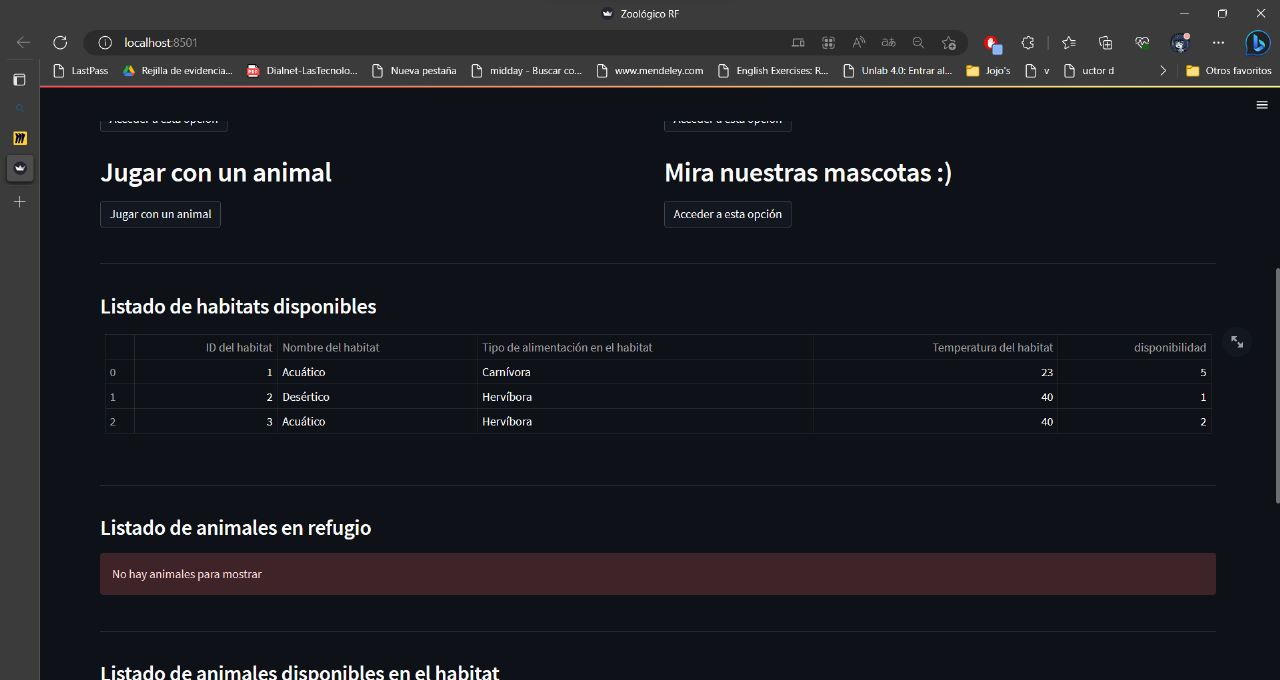 Zoológico RF
localhost:8501
LastPass Rejilla de evidencia... Dialnet-LasTecnolo... Nueva pestaña midday - Buscar co... www.mendeley.com English Exercises: R... Unlab 4.0: Entrar al... Jojo's v uctor d Otros favoritos
Acceder a esta opción Acceder a esta opción
Jugar con un animal Mira nuestras mascotas :)
Jugar con un animal Acceder a esta opción
Listado de habitats disponibles
ID del habitat Nombre del habitat Tipo de alimentación en el habitat Temperatura del habitat disponibilidad
0 1 Acuático Carnívora 23 5
1 2 Desértico Hervíbora 40 1
2 3 Acuático Hervíbora 40 2
Listado de animales en refugio
No hay animales para mostrar
Listado de animales disponibles en el habitat